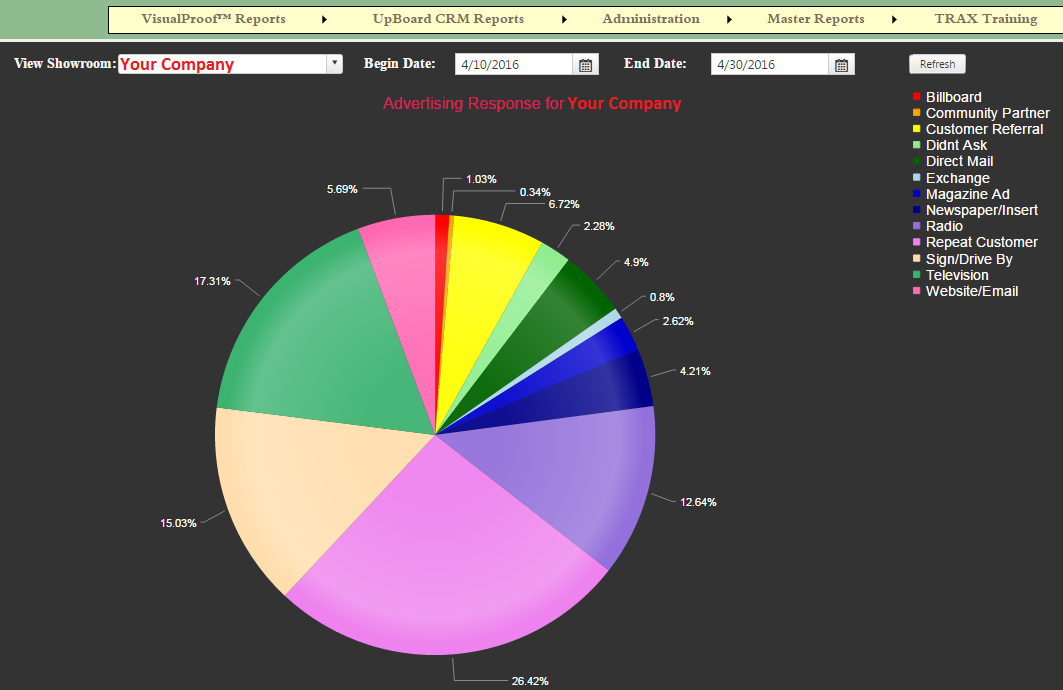 VisualProof™ Reports UpBoard CRM Reports Administration Master Reports TRAX Training
View Showroom: Your Company Begin Date: 4/10/2016 End Date: 4/30/2016 Refresh
Advertising Response for Your Company
Billboard
Community Partner
Customer Referral
Didnt Ask
Direct Mail
Exchange
Magazine Ad
Newspaper/Insert
Radio
Repeat Customer
Sign/Drive By
Television
Website/Email
1.03%
0.34%
6.72%
2.28%
4.9%
0.8%
2.62%
4.21%
12.64%
26.42%
15.03%
17.31%
5.69%